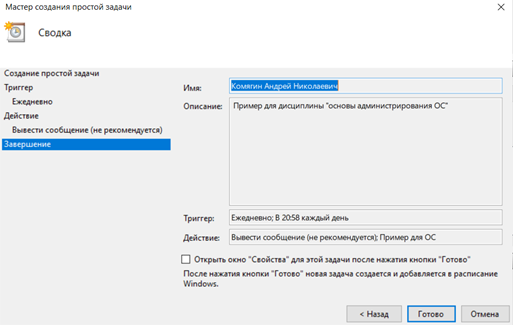 Мастер создания простой задачи
Сводка
Создание простой задачи
Триггер
Ежедневно
Действие
Вывести сообщение (не рекомендуется)
Завершение
Имя: Комягин Андрей Николаевич
Описание: Пример для дисциплины "основы администрирования ОС"
Триггер: Ежедневно; В 20:58 каждый день
Действие: Вывести сообщение (не рекомендуется); Пример для ОС
Открыть окно "Свойства" для этой задачи после нажатия кнопки "Готово"
После нажатия кнопки "Готово" новая задача создается и добавляется в расписание
Windows.
< Назад Готово Отмена